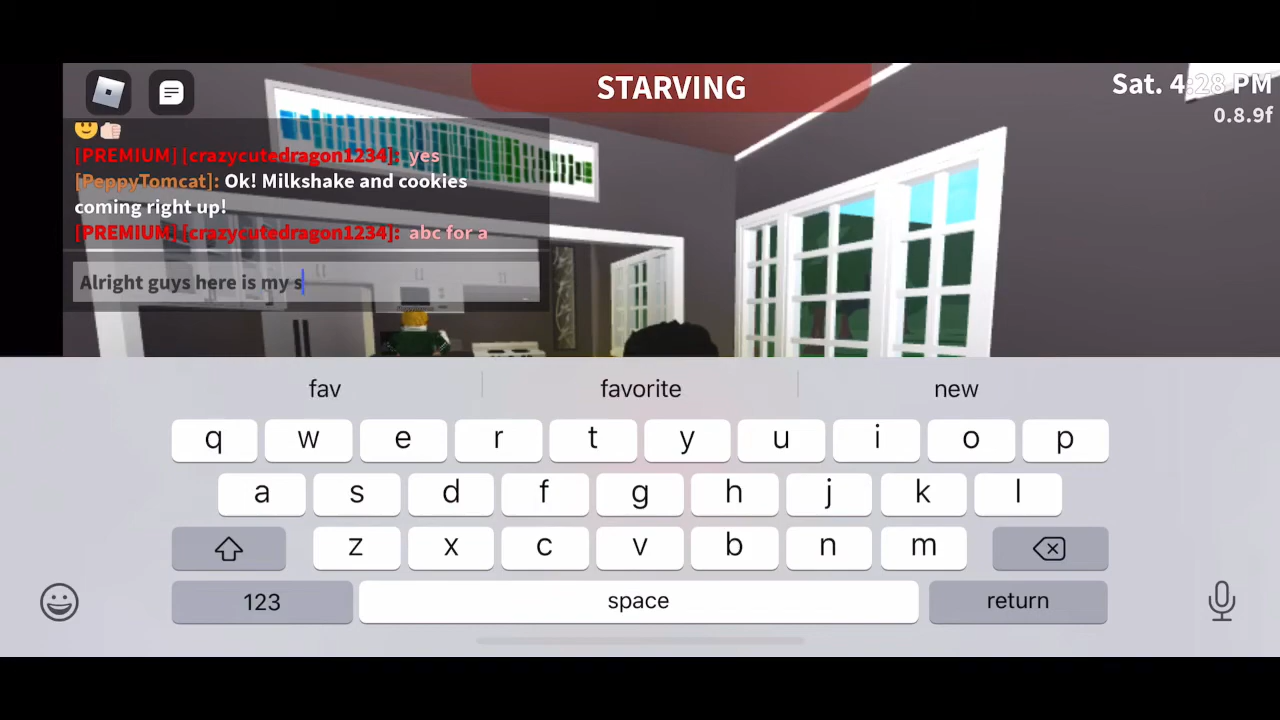 STARVING
Sat. 4:28 PM
0.8.9f
[PREMIUM] [crazycutedragon1234]: yes
[PeppyTomcat]: Ok! Milkshake and cookies
coming right up!
[PREMIUM] [crazycutedragon1234]: abc for a
Alright guys here is my s
fav favorite new
q w e r t y u i o p
a s d f g h j k l
z x c v b n m
123 space return